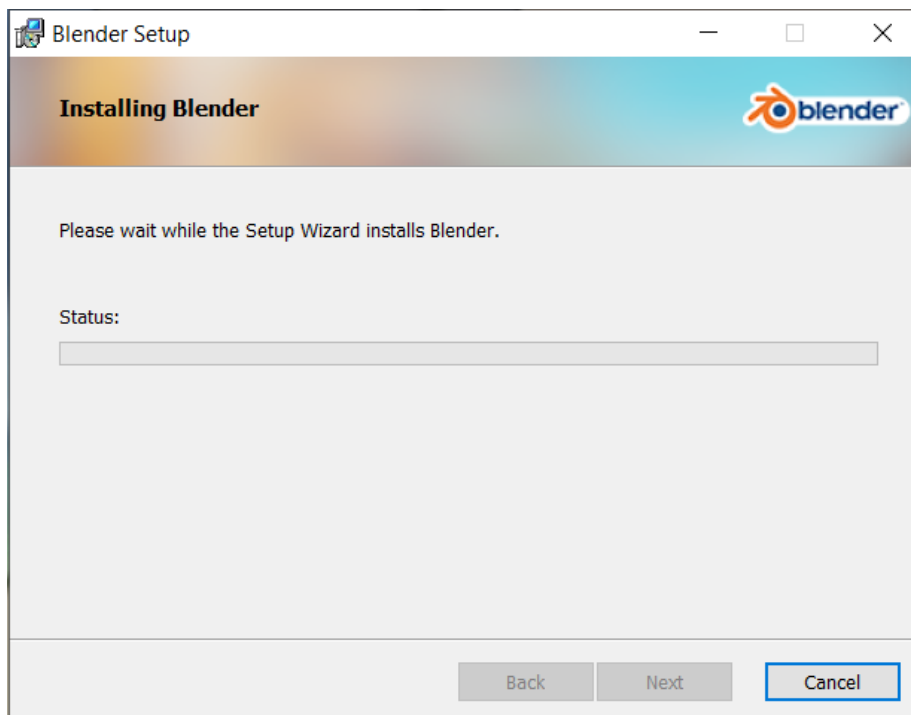 Blender Setup
Installing Blender
blender
Please wait while the Setup Wizard installs Blender.
Status:
Back
Next
Cancel